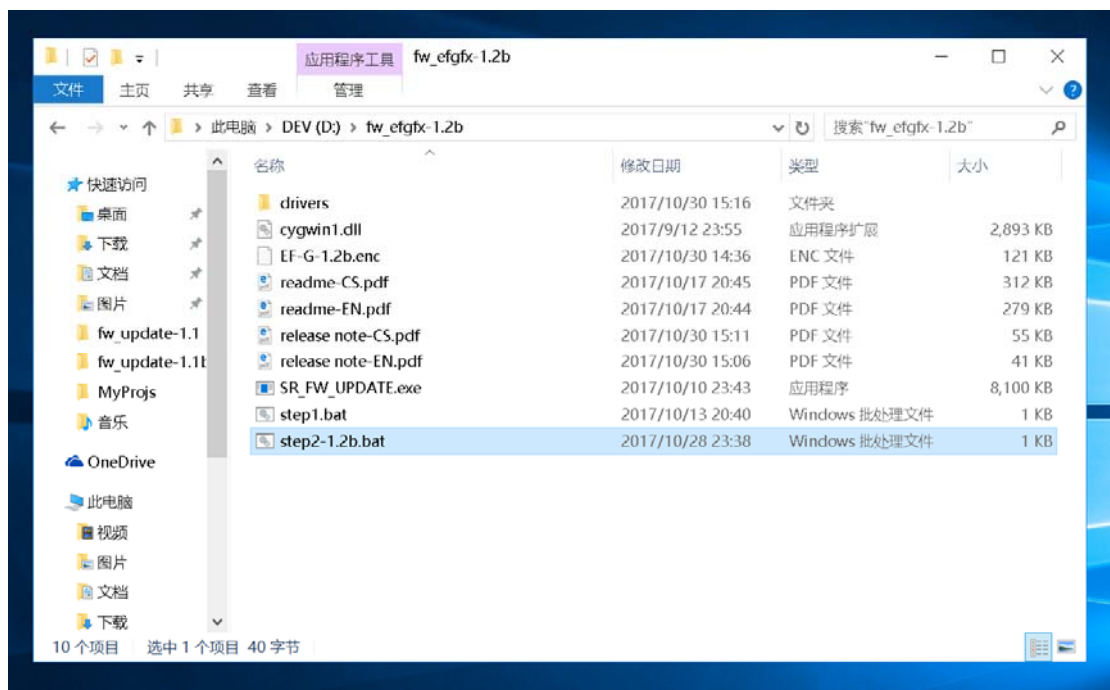 应用程序工具 fw_efgfx-1.2b
文件 主页 共享 查看 管理
此电脑 > DEV (D:) > fw_efgfx-1.2b 搜索"fw_efgfx-1.2b"
名称 修改日期 类型 大小
快速访问
桌面
下载
文档
图片
fw_update-1.1
fw_update-1.1b
MyProjs
音乐
OneDrive
此电脑
视频
图片
文档
下载
drivers 2017/10/30 15:16 文件夹
cygwin1.dll 2017/9/12 23:55 应用程序扩展 2,893 KB
EF-G-1.2b.enc 2017/10/30 14:36 ENC 文件 121 KB
readme-CS.pdf 2017/10/17 20:45 PDF 文件 312 KB
readme-EN.pdf 2017/10/17 20:44 PDF 文件 279 KB
release note-CS.pdf 2017/10/30 15:11 PDF 文件 55 KB
release note-EN.pdf 2017/10/30 15:06 PDF 文件 41 KB
SR_FW_UPDATE.exe 2017/10/10 23:43 应用程序 8,100 KB
step1.bat 2017/10/13 20:40 Windows 批处理文件 1 KB
step2-1.2b.bat 2017/10/28 23:38 Windows 批处理文件 1 KB
10 个项目 选中 1 个项目 40 字节